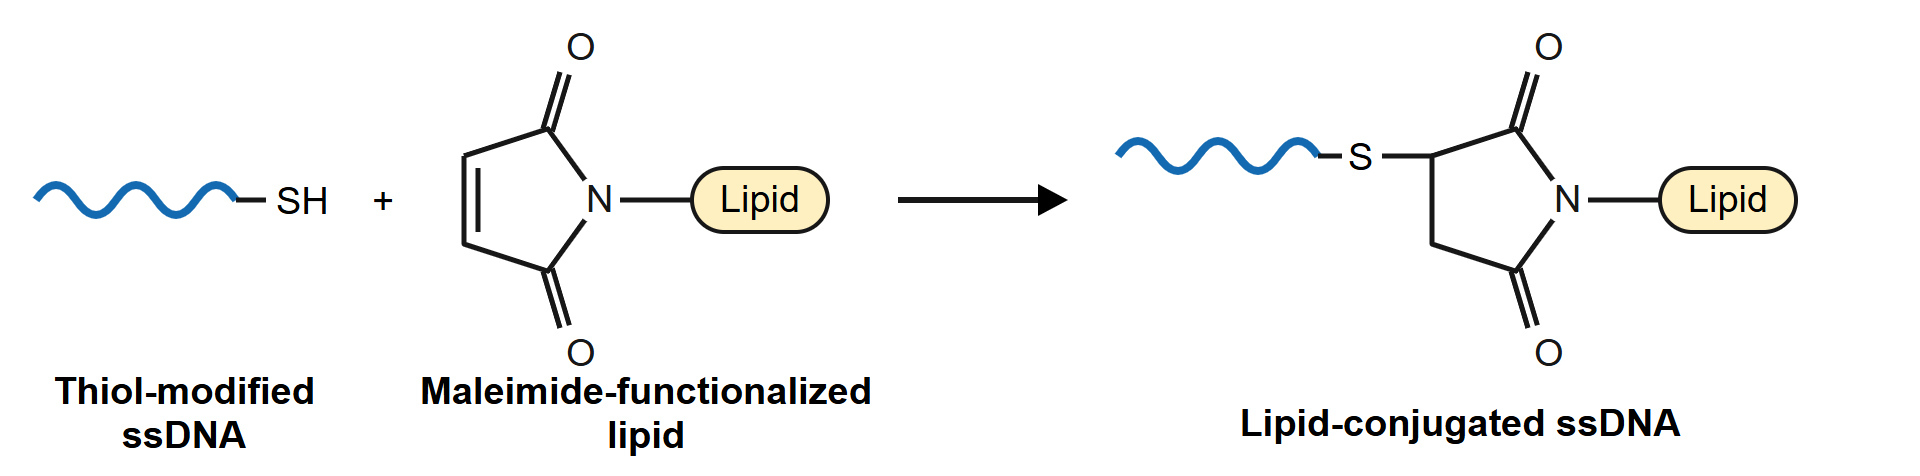 O
O
S
SH
+
N
Lipid
N
Lipid
O
O
Thiol-modified
ssDNA
Maleimide-functionalized
lipid
Lipid-conjugated ssDNA